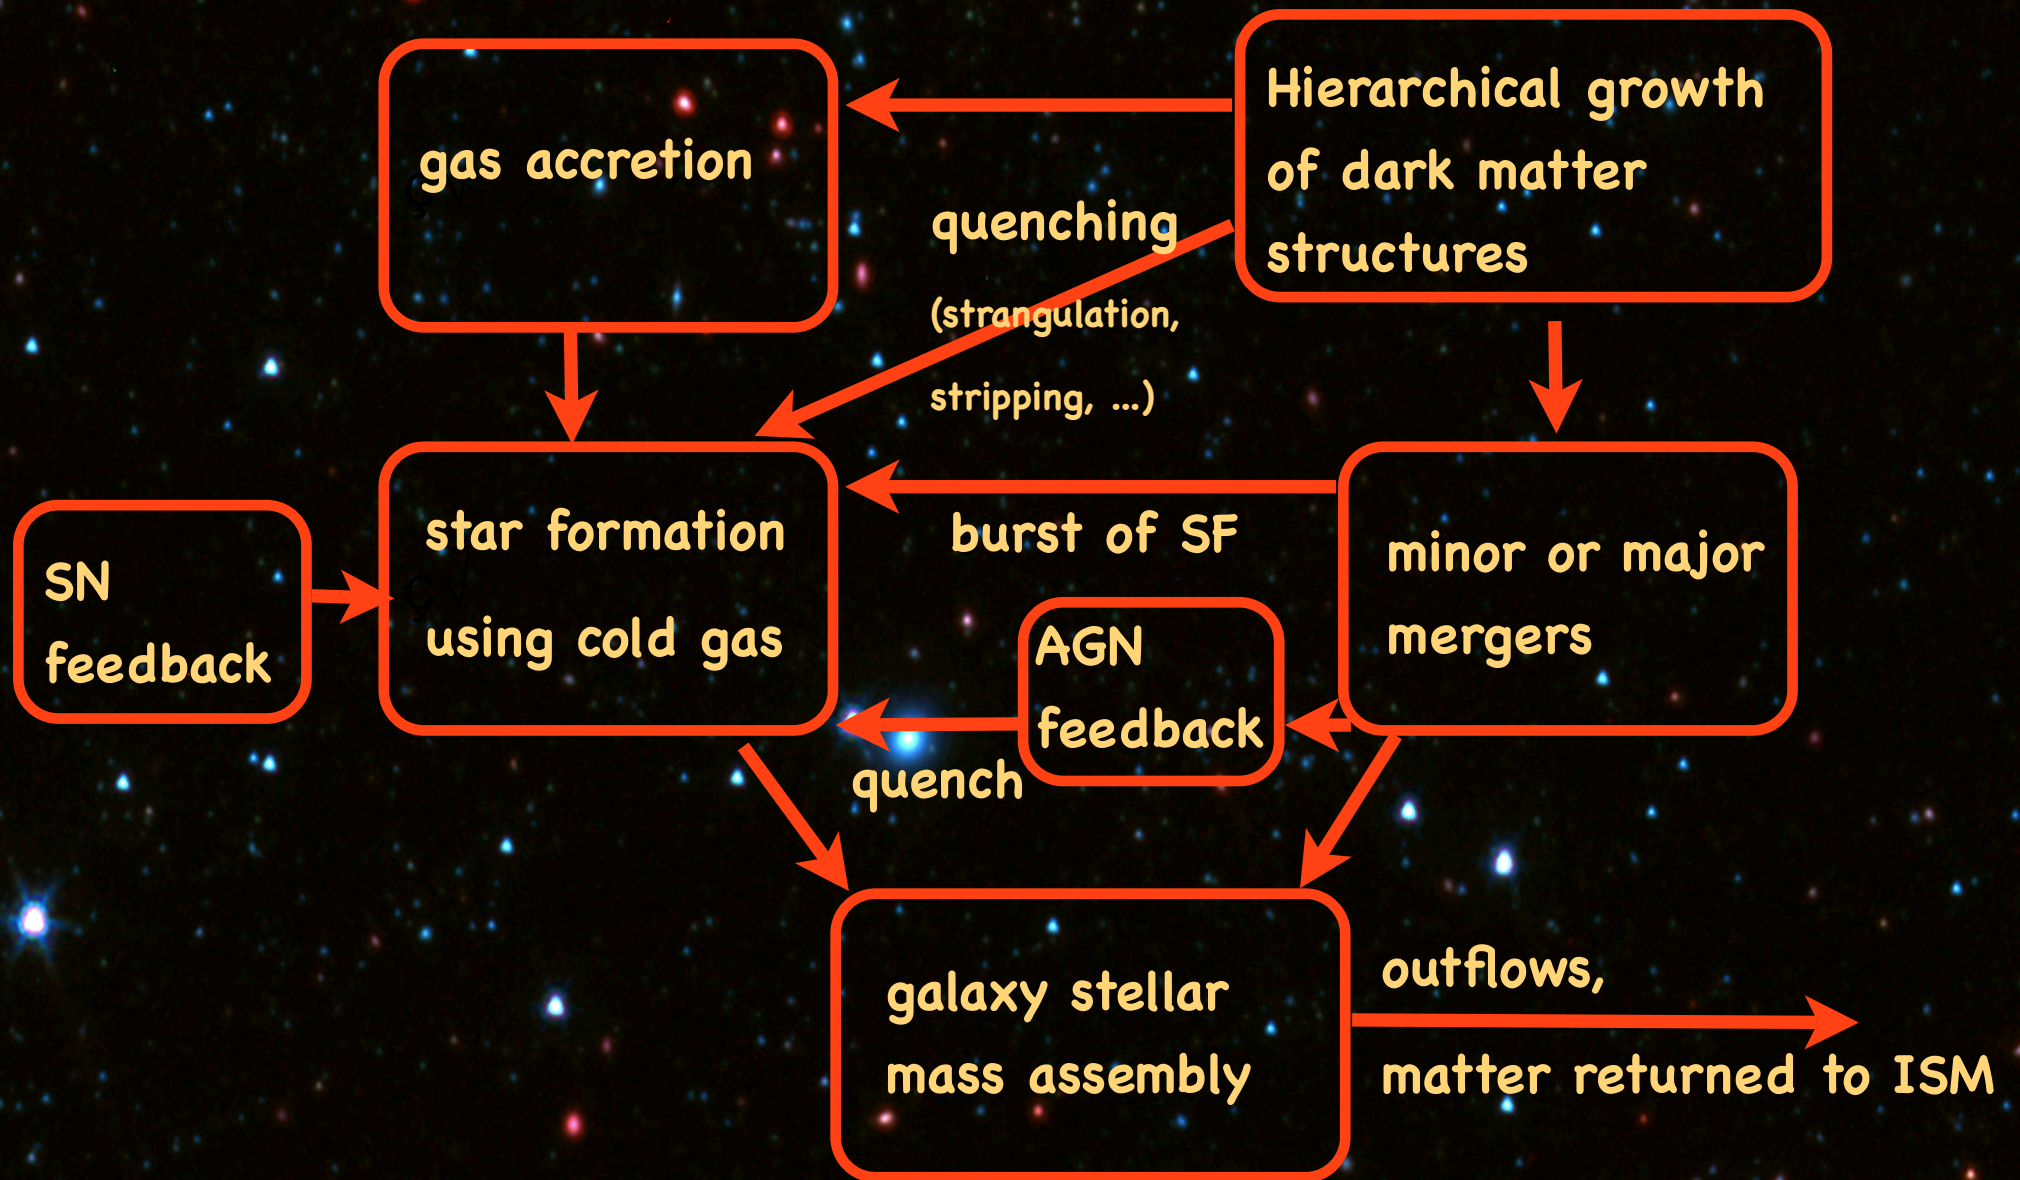 gas accretion
Hierarchical growth
of dark matter
structures
quenching
(strangulation,
stripping, ...)
SN
feedback
star formation
using cold gas
burst of SF
minor or major
mergers
AGN
feedback
quench
galaxy stellar
mass assembly
outflows,
matter returned to ISM